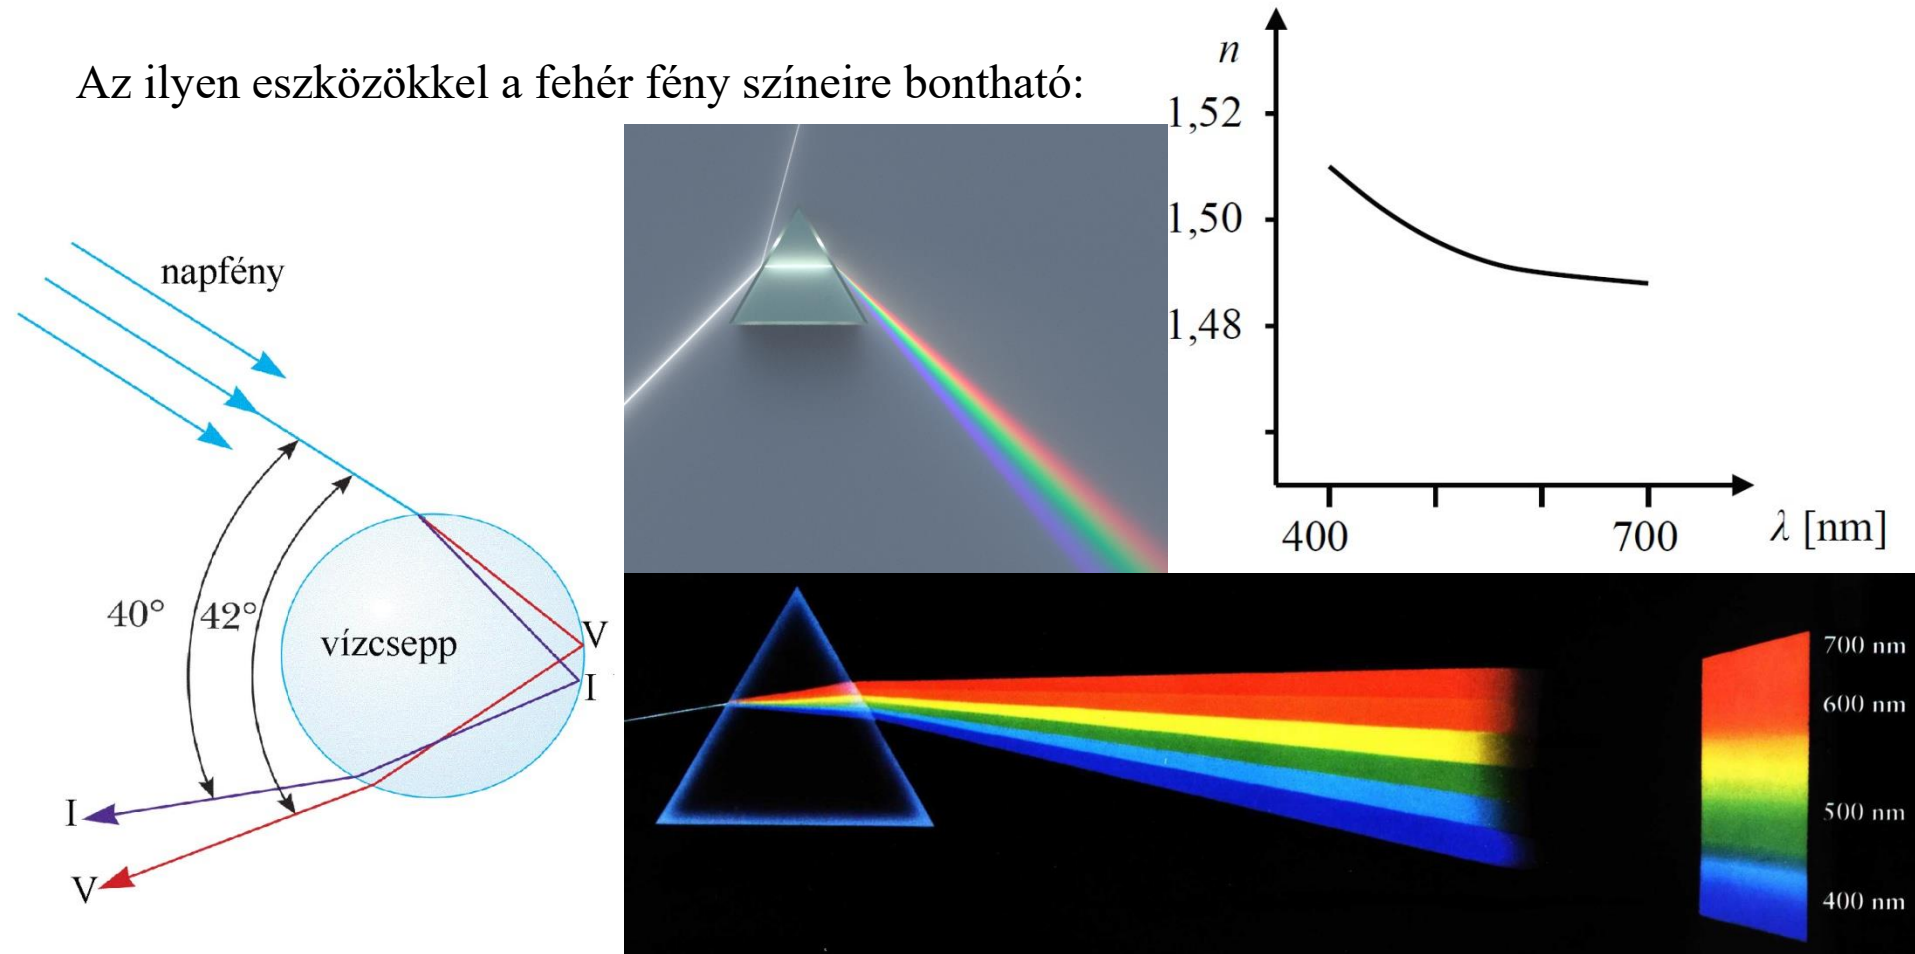 Az ilyen eszközökkel a fehér fény színeire bontható:
napfény
40°
42°
vízcsepp
V
I
I
V
n
1,52
1,50
1,48
400
700
λ [nm]
700 nm
600 nm
500 nm
400 nm